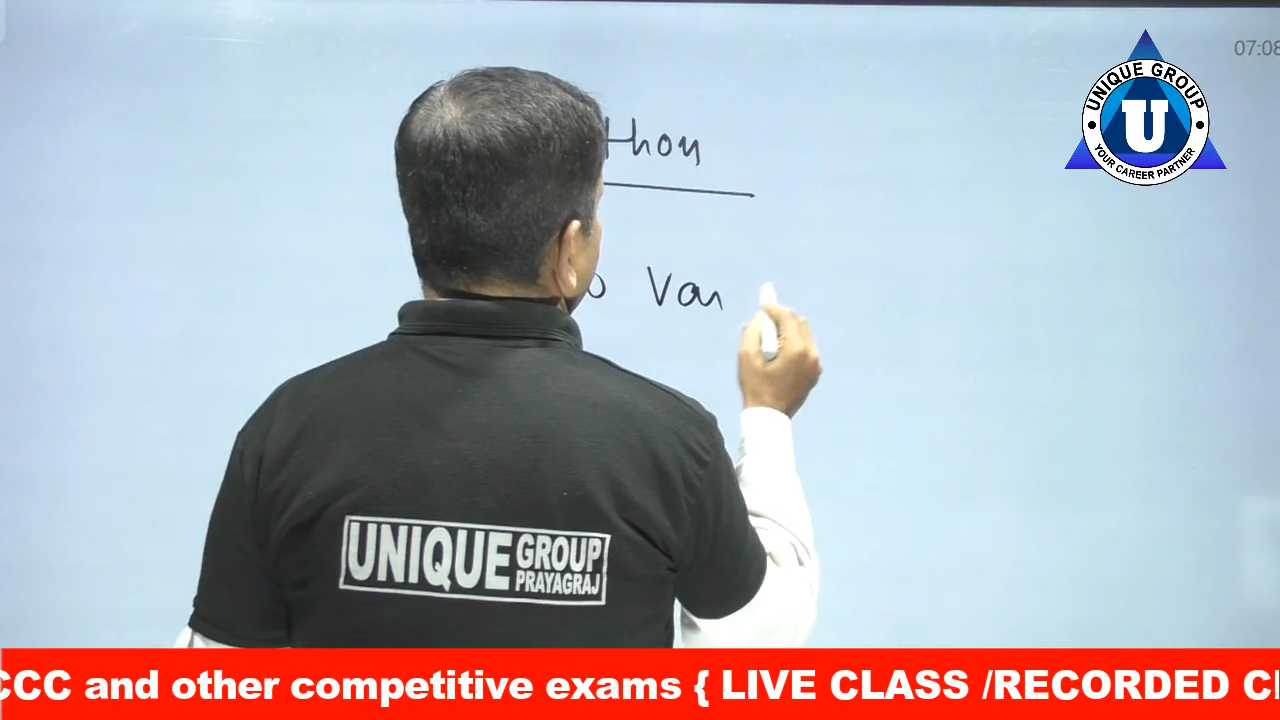 07:08
UNIQUE GROUP
U
YOUR CAREER PARTNER
thon
Var
UNIQUE GROUP PRAYAGRAJ
CCC and other competitive exams { LIVE CLASS /RECORDED Cl